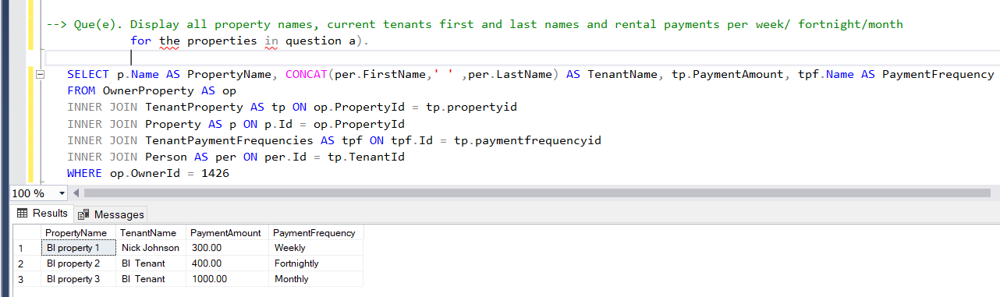 --> Que(e). Display all property names, current tenants first and last names and rental payments per week/ fortnight/month
for the properties in question a).
SELECT p.Name AS PropertyName, CONCAT(per.FirstName,' ' ,per.LastName) AS TenantName, tp.PaymentAmount, tpf.Name AS PaymentFrequency
FROM OwnerProperty AS op
INNER JOIN TenantProperty AS tp ON op.PropertyId = tp.propertyid
INNER JOIN Property AS p ON p.Id = op.PropertyId
INNER JOIN TenantPaymentFrequencies AS tpf ON tpf.Id = tp.paymentfrequencyid
INNER JOIN Person AS per ON per.Id = tp.TenantId
WHERE op.OwnerId = 1426
100 %
Results Messages
PropertyName TenantName PaymentAmount PaymentFrequency
1 BI property 1 Nick Johnson 300.00 Weekly
2 BI property 2 BI  Tenant 400.00 Fortnightly
3 BI property 3 BI  Tenant 1000.00 Monthly